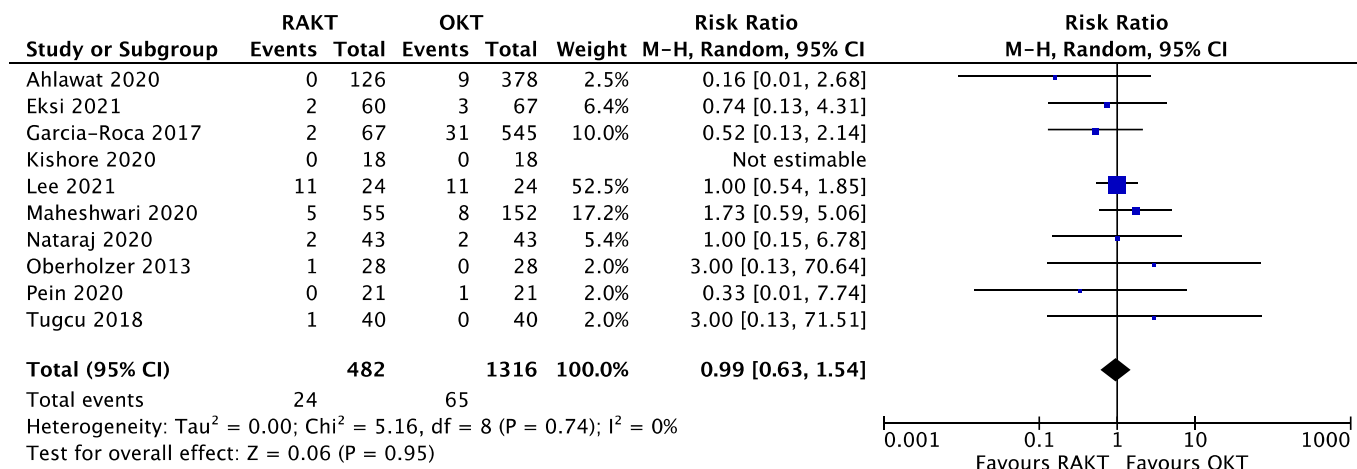 RAKT OKT Risk Ratio Risk Ratio
Study or Subgroup Events Total Events Total Weight M-H, Random, 95% CI M-H, Random, 95% CI
Ahlawat 2020 0 126 9 378 2.5% 0.16 [0.01, 2.68]
Eksi 2021 2 60 3 67 6.4% 0.74 [0.13, 4.31]
Garcia-Roca 2017 2 67 31 545 10.0% 0.52 [0.13, 2.14]
Kishore 2020 0 18 0 18 Not estimable
Lee 2021 11 24 11 24 52.5% 1.00 [0.54, 1.85]
Maheshwari 2020 5 55 8 152 17.2% 1.73 [0.59, 5.06]
Nataraj 2020 2 43 2 43 5.4% 1.00 [0.15, 6.78]
Oberholzer 2013 1 28 0 28 2.0% 3.00 [0.13, 70.64]
Pein 2020 0 21 1 21 2.0% 0.33 [0.01, 7.74]
Tugcu 2018 1 40 0 40 2.0% 3.00 [0.13, 71.51]
Total (95% CI) 482 1316 100.0% 0.99 [0.63, 1.54]
Total events 24 65
Heterogeneity: Tau² = 0.00; Chi² = 5.16, df = 8 (P = 0.74); I² = 0%
Test for overall effect: Z = 0.06 (P = 0.95)
0.001 0.1 1 10 1000
Favours RAKT Favours OKT